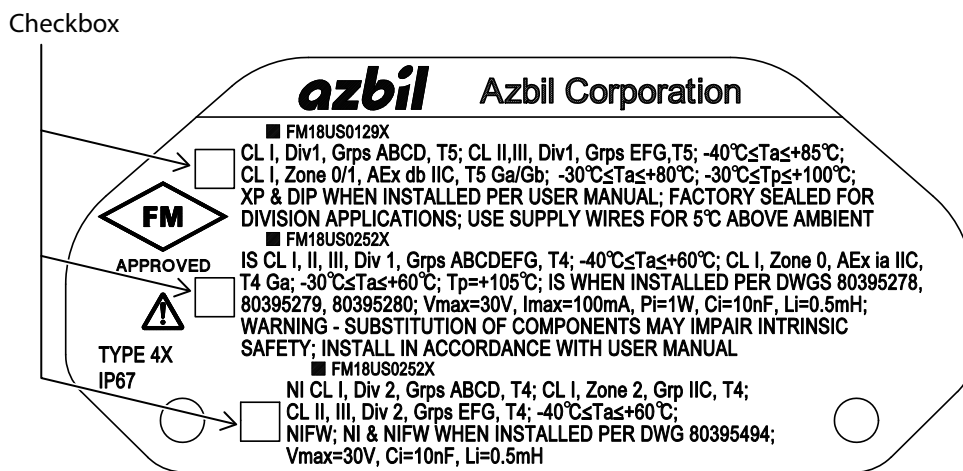 Checkbox
azbil Azbil Corporation
■ FM18US0129X
CL I, Div1, Grps ABCD, T5; CL II,III, Div1, Grps EFG,T5; -40℃≤Ta≤+85℃;
CL I, Zone 0/1, AEx db IIC, T5 Ga/Gb; -30℃≤Ta≤+80℃; -30℃≤Tp≤+100℃;
XP & DIP WHEN INSTALLED PER USER MANUAL; FACTORY SEALED FOR
DIVISION APPLICATIONS; USE SUPPLY WIRES FOR 5℃ ABOVE AMBIENT
FM
APPROVED
■ FM18US0252X
IS CL I, II, III, Div 1, Grps ABCDEFG, T4; -40℃≤Ta≤+60℃; CL I, Zone 0, AEx ia IIC,
T4 Ga; -30℃≤Ta≤+60℃; Tp=+105℃; IS WHEN INSTALLED PER DWGS 80395278,
80395279, 80395280; Vmax=30V, Imax=100mA, Pi=1W, Ci=10nF, Li=0.5mH;
WARNING - SUBSTITUTION OF COMPONENTS MAY IMPAIR INTRINSIC
SAFETY; INSTALL IN ACCORDANCE WITH USER MANUAL
TYPE 4X
IP67
■ FM18US0252X
NI CL I, Div 2, Grps ABCD, T4; CL I, Zone 2, Grp IIC, T4;
CL II, III, Div 2, Grps EFG, T4; -40℃≤Ta≤+60℃;
NIFW; NI & NIFW WHEN INSTALLED PER DWG 80395494;
Vmax=30V, Ci=10nF, Li=0.5mH